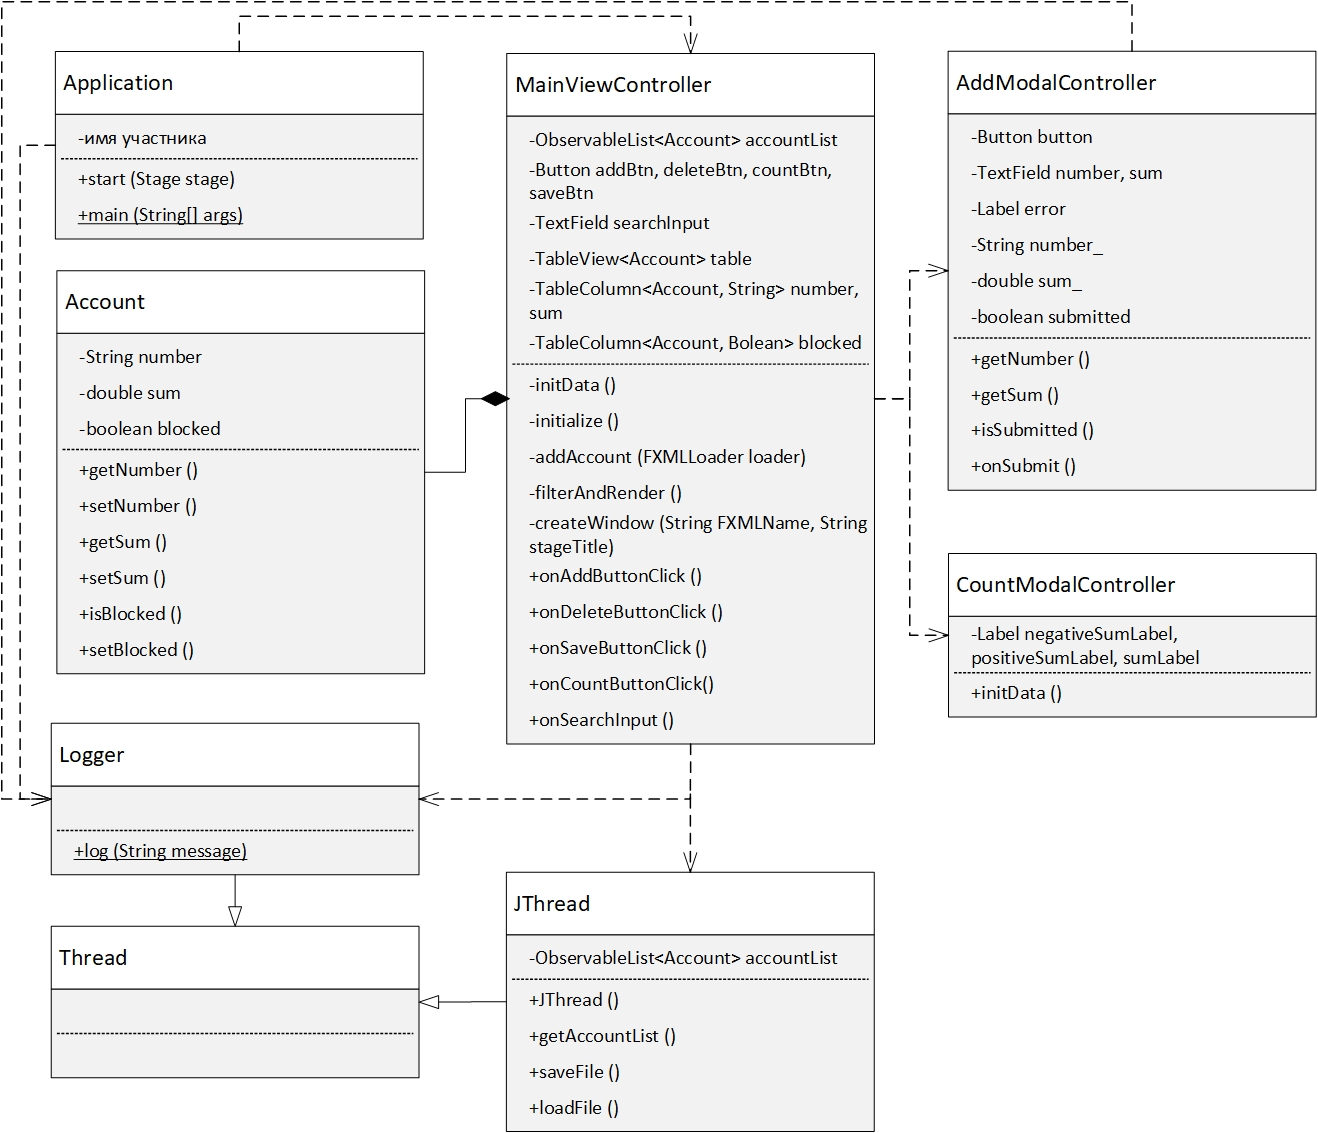 Application
-имя участника
+start (Stage stage)
+main (String[] args)
Account
-String number
-double sum
-boolean blocked
+getNumber ()
+setNumber ()
+getSum ()
+setSum ()
+isBlocked ()
+setBlocked ()
Logger
+log (String message)
Thread
MainViewController
-ObservableList<Account> accountList
-Button addBtn, deleteBtn, countBtn,
saveBtn
-TextField searchInput
-TableView<Account> table
-TableColumn<Account, String> number,
sum
-TableColumn<Account, Bolean> blocked
-initData ()
-initialize ()
-addAccount (FXMLLoader loader)
-filterAndRender ()
-createWindow (String FXMLName, String
stageTitle)
+onAddButtonClick ()
+onDeleteButtonClick ()
+onSaveButtonClick ()
+onCountButtonClick()
+onSearchInput ()
JThread
-ObservableList<Account> accountList
+JThread ()
+getAccountList ()
+saveFile ()
+loadFile ()
AddModalController
-Button button
-TextField number, sum
-Label error
-String number_
-double sum_
-boolean submitted
+getNumber ()
+getSum ()
+isSubmitted ()
+onSubmit ()
CountModalController
-Label negativeSumLabel,
positiveSumLabel, sumLabel
+initData ()